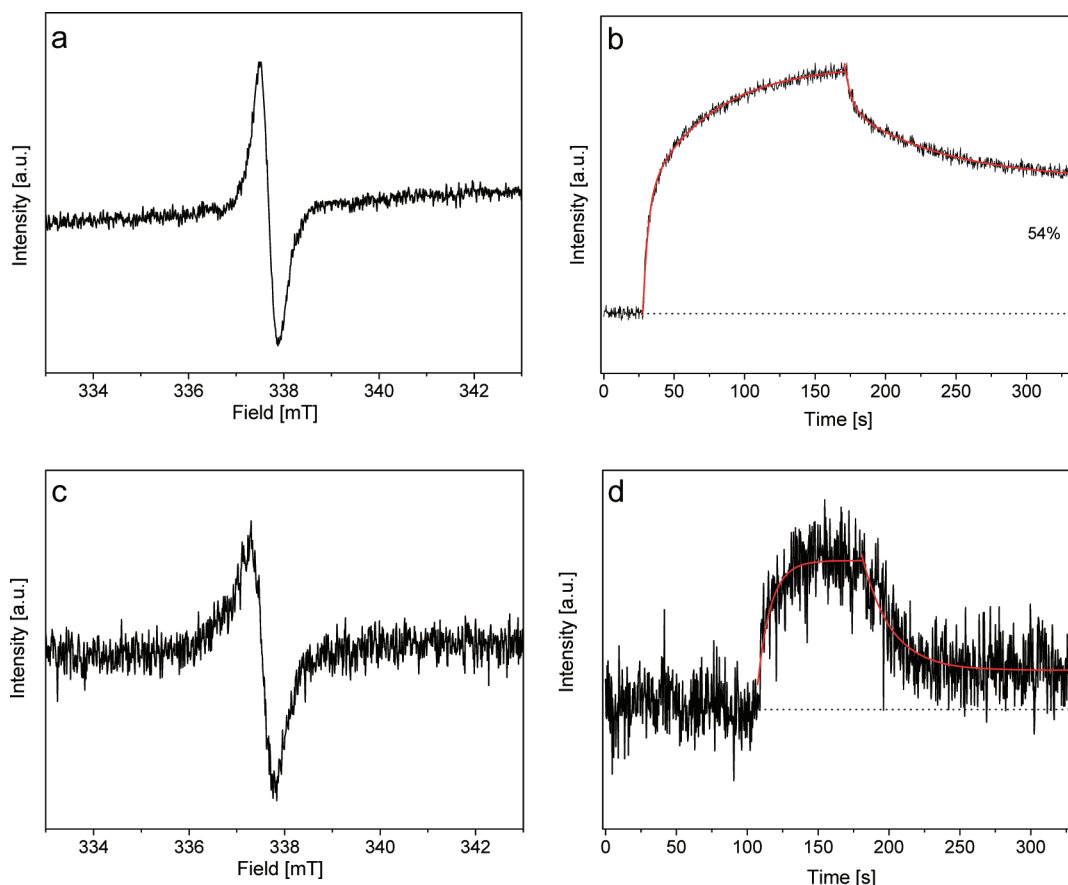 a
Intensity [a.u.]
334 336 338 340 342
Field [mT]
b
Intensity [a.u.]
54%
0 50 100 150 200 250 300
Time [s]
c
Intensity [a.u.]
334 336 338 340 342
Field [mT]
d
Intensity [a.u.]
0 50 100 150 200 250 300
Time [s]